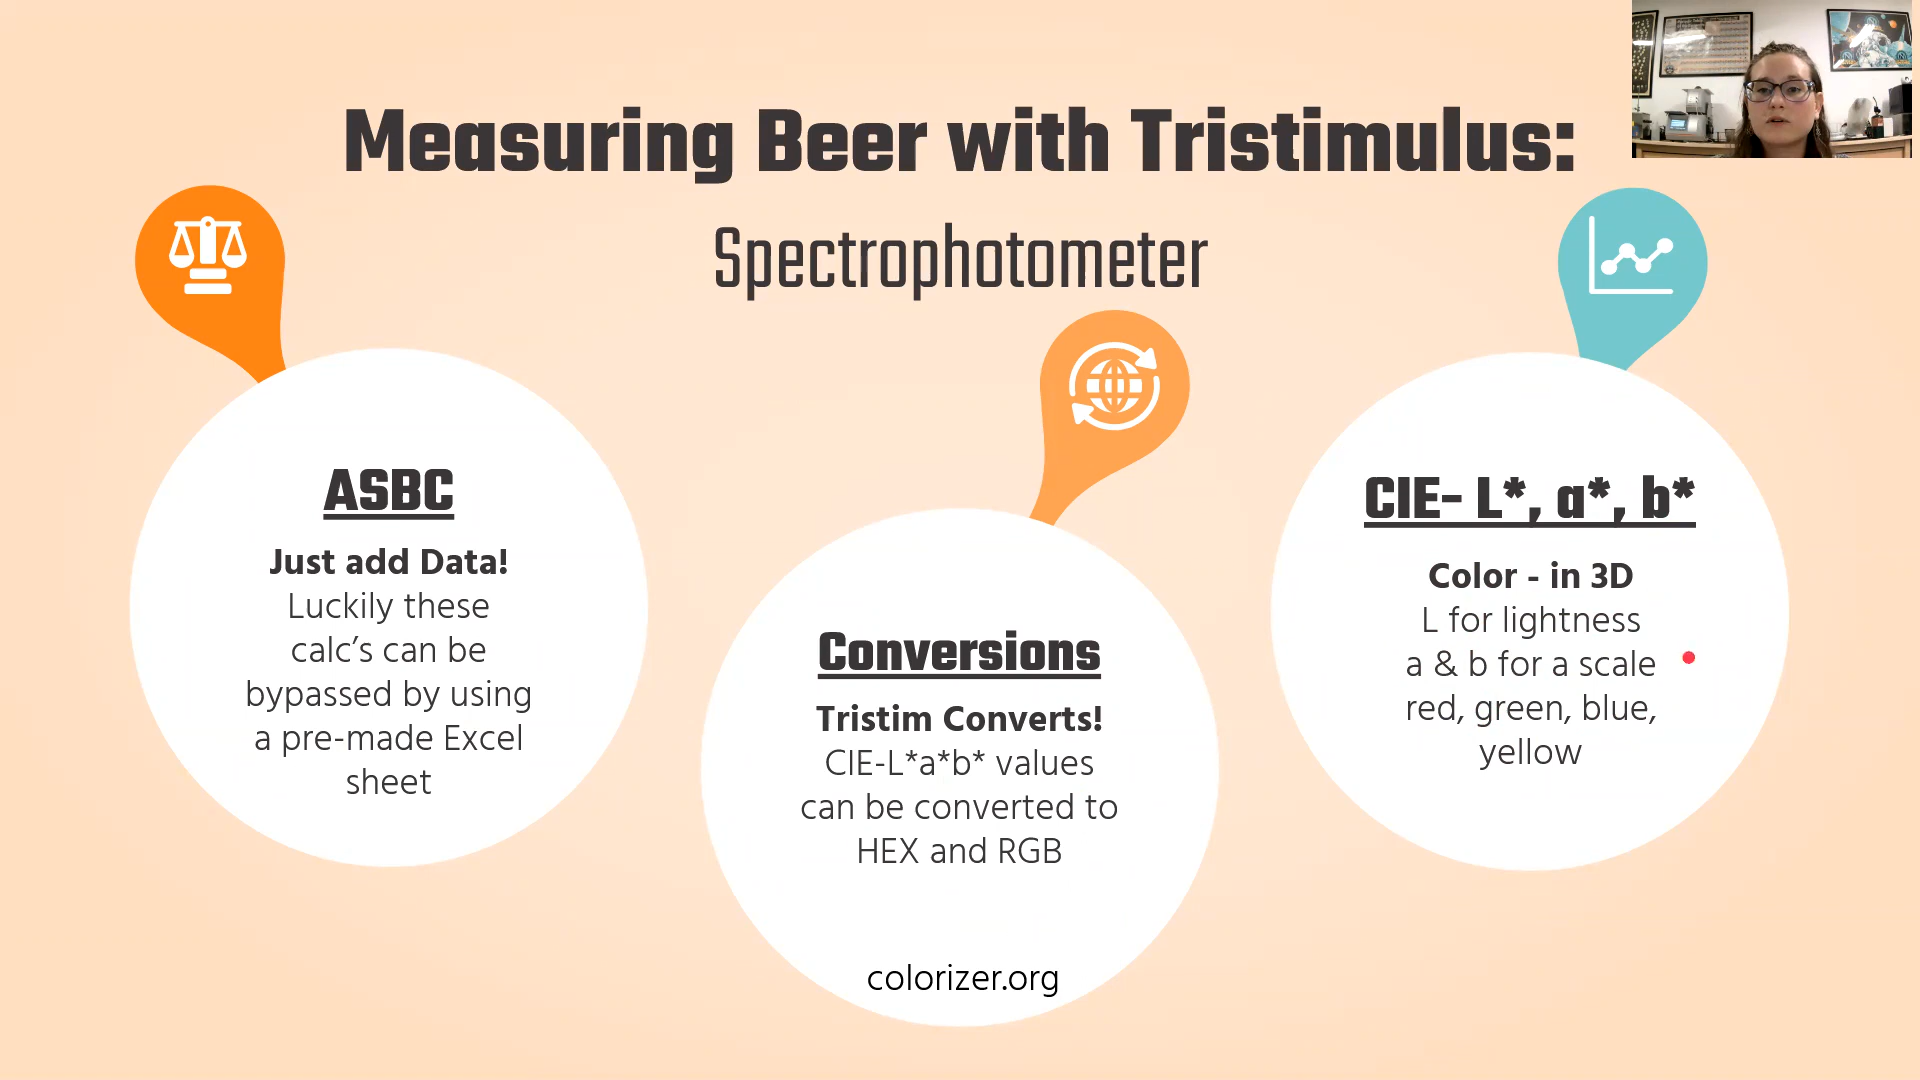 Measuring Beer with Tristimulus:
Spectrophotometer
ASBC
Just add Data!
Luckily these
calc’s can be
bypassed by using
a pre-made Excel
sheet
Conversions
Tristim Converts!
CIE-L*a*b* values
can be converted to
HEX and RGB
colorizer.org
CIE- L*, a*, b*
Color - in 3D
L for lightness
a & b for a scale
red, green, blue,
yellow